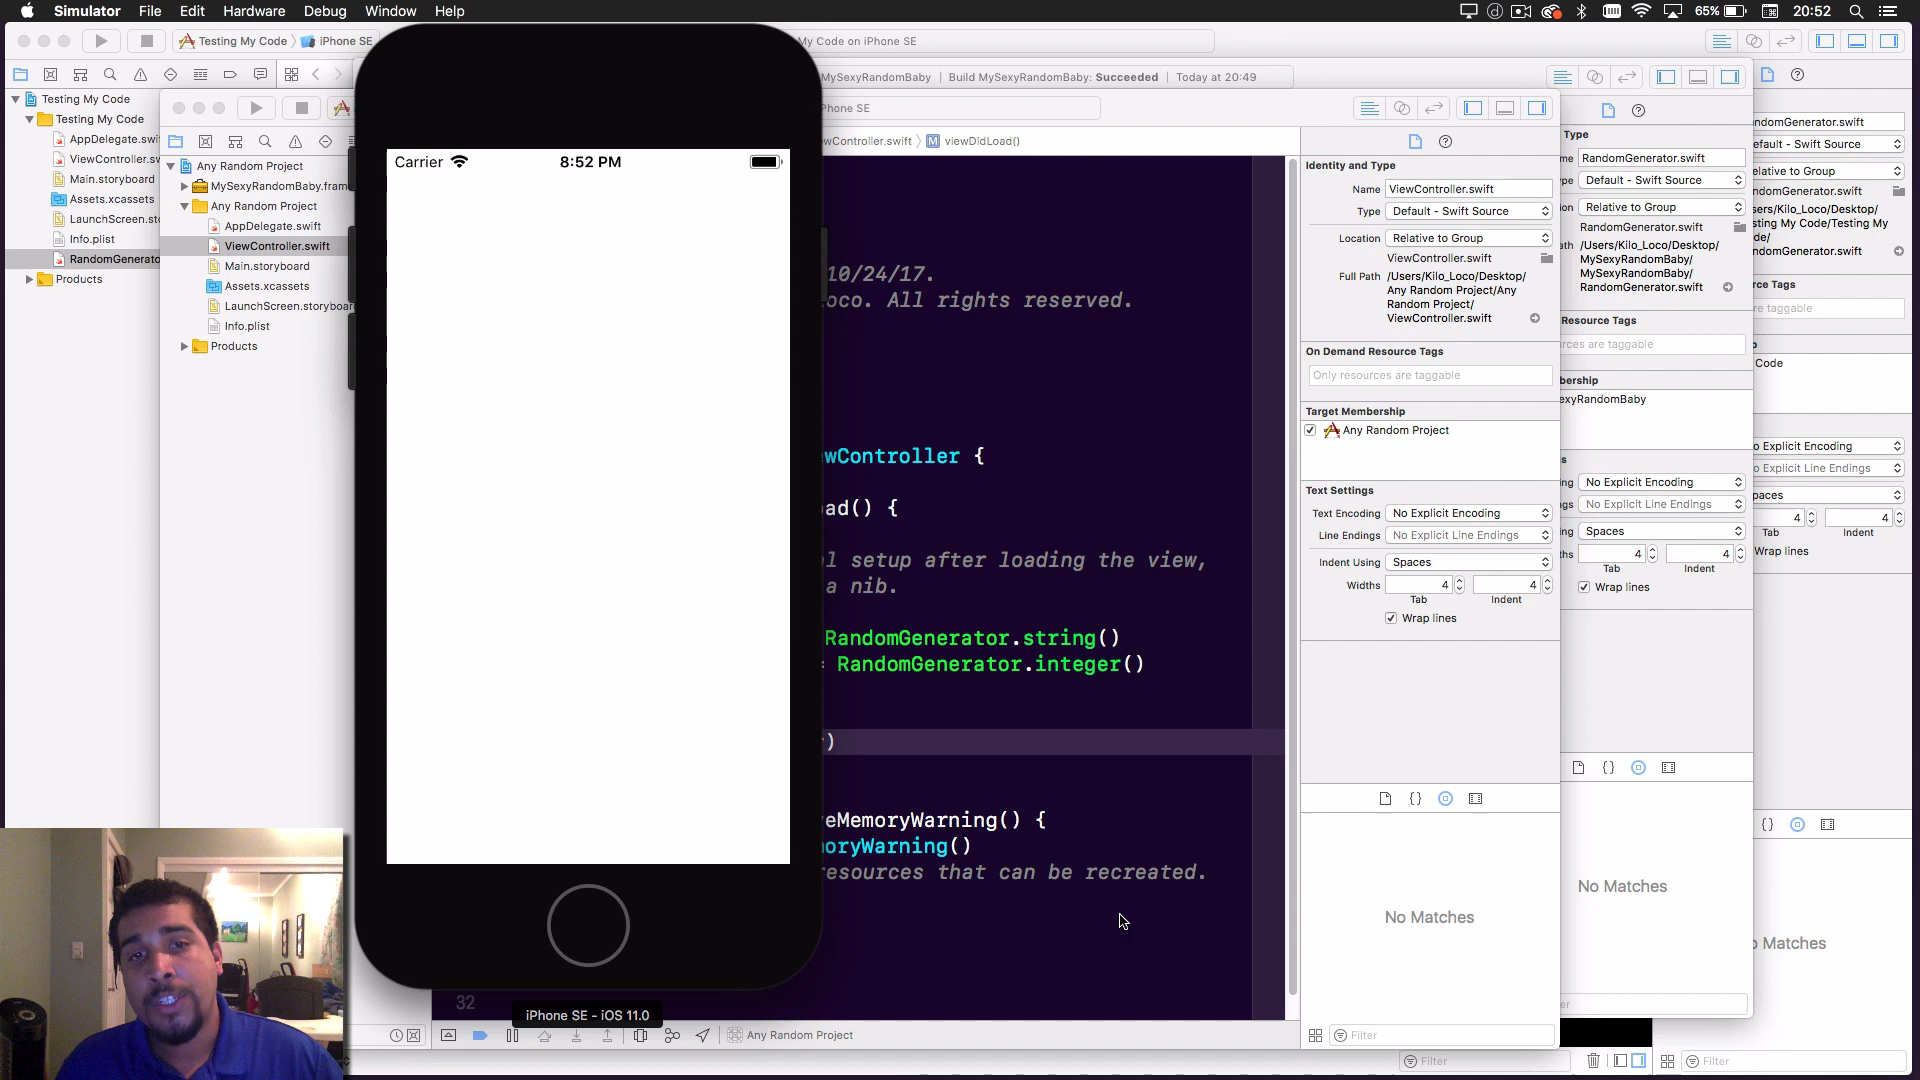 Simulator File Edit Hardware Debug Window Help
65% 20:52
Testing My Code iPhone SE
My Code on iPhone SE
MySexyRandomBaby | Build MySexyRandomBaby: Succeeded | Today at 20:49
Phone SE
Testing My Code
Testing My Code
AppDelegate.swif
ViewController.sw
Main.storyboard
Assets.xcassets
LaunchScreen.sto
Info.plist
RandomGenerato
Products
Any Random Project
MySexyRandomBaby.fram
Any Random Project
AppDelegate.swift
ViewController.swift
Main.storyboard
Assets.xcassets
LaunchScreen.storyboard
Info.plist
Products
Carrier 8:52 PM
iPhone SE - iOS 11.0
wController.swift M viewDidLoad()
10/24/17.
oco. All rights reserved.
wController {
ad() {
l setup after loading the view,
a nib.
RandomGenerator.string()
= RandomGenerator.integer()
)
veMemoryWarning() {
oryWarning()
resources that can be recreated.
32
Any Random Project
Identity and Type
Name ViewController.swift
Type Default - Swift Source
Location Relative to Group
ViewController.swift
Full Path /Users/Kilo_Loco/Desktop/
Any Random Project/Any
Random Project/
ViewController.swift
On Demand Resource Tags
Only resources are taggable
Target Membership
Any Random Project
Text Settings
Text Encoding No Explicit Encoding
Line Endings No Explicit Line Endings
Indent Using Spaces
Widths 4 4
Tab Indent
Wrap lines
No Matches
Filter
Type
RandomGenerator.swift
Default - Swift Source
Relative to Group
RandomGenerator.swift
/Users/Kilo_Loco/Desktop/
MySexyRandomBaby/
MySexyRandomBaby/
RandomGenerator.swift
Resource Tags
rces are taggable
bership
exyRandomBaby
No Explicit Encoding
No Explicit Line Endings
Spaces
4 4
Tab Indent
Wrap lines
No Matches
Filter
ndomGenerator.swift
efault - Swift Source
elative to Group
ndomGenerator.swift
sers/Kilo_Loco/Desktop/
sting My Code/Testing My
de/
ndomGenerator.swift
rce Tags
re taggable
Code
o Explicit Encoding
o Explicit Line Endings
paces
4 4
Tab Indent
Wrap lines
o Matches
Filter